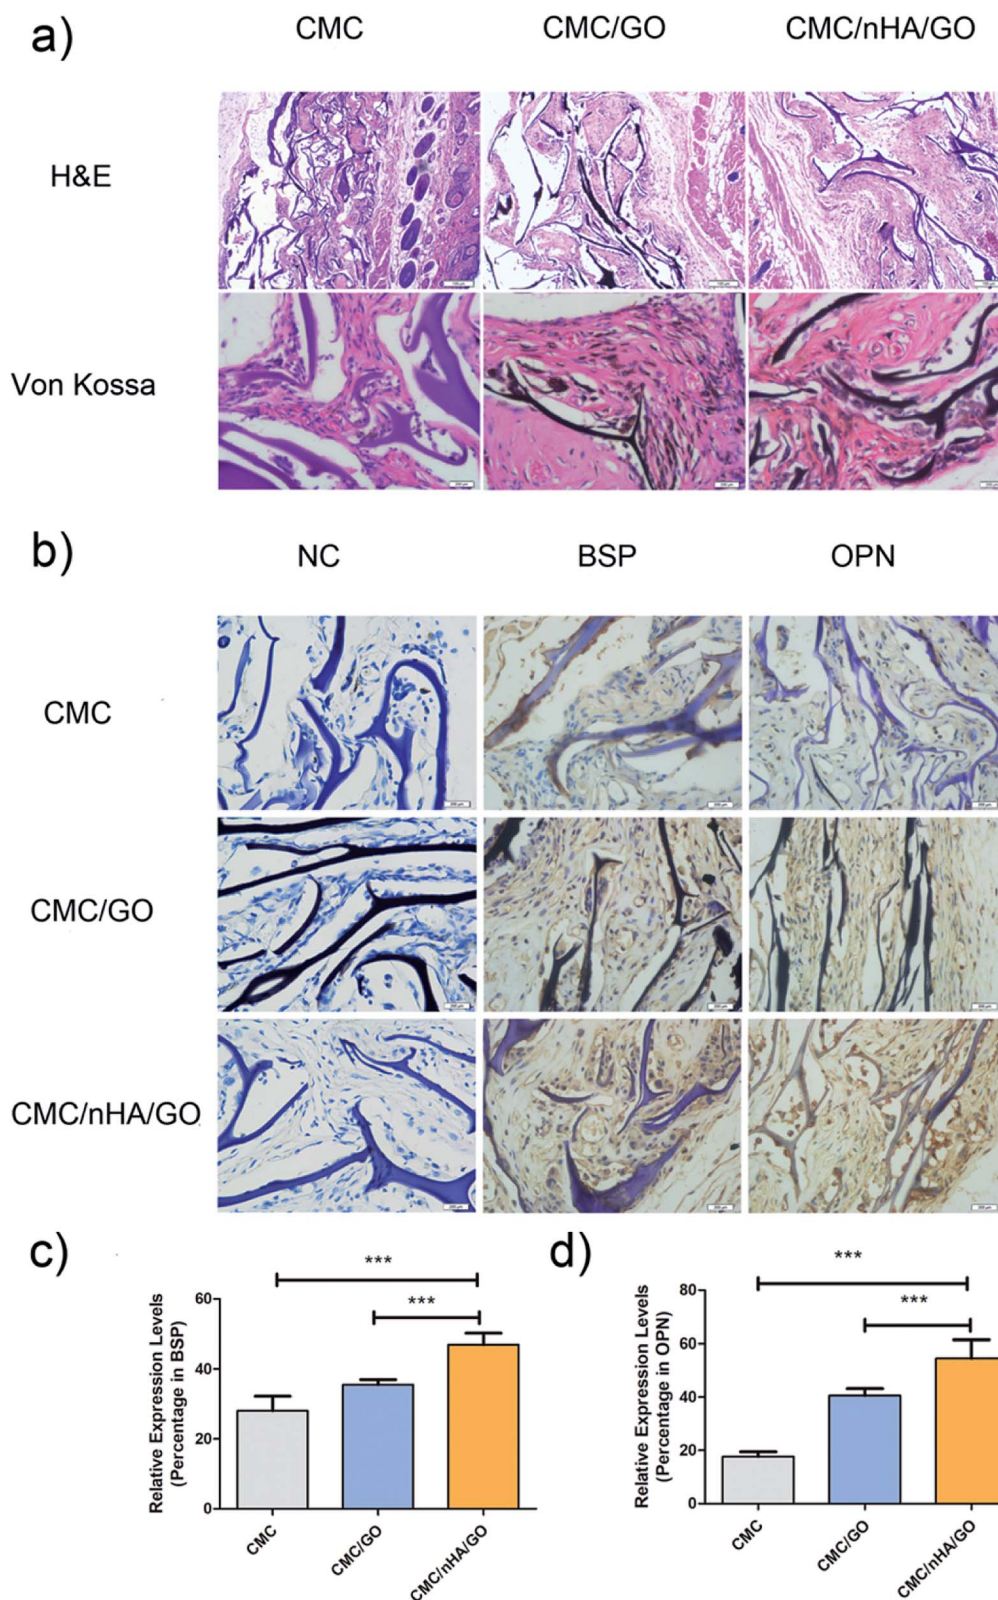 a)
CMC CMC/GO CMC/nHA/GO
H&E
Von Kossa
b)
NC BSP OPN
CMC
CMC/GO
CMC/nHA/GO
c)
***
***
Relative Expression Levels
(Percentage in BSP)
60
40
20
0
CMC
CMC/GO
CMC/nHA/GO
d)
***
***
Relative Expression Levels
(Percentage in OPN)
80
60
40
20
0
CMC
CMC/GO
CMC/nHA/GO